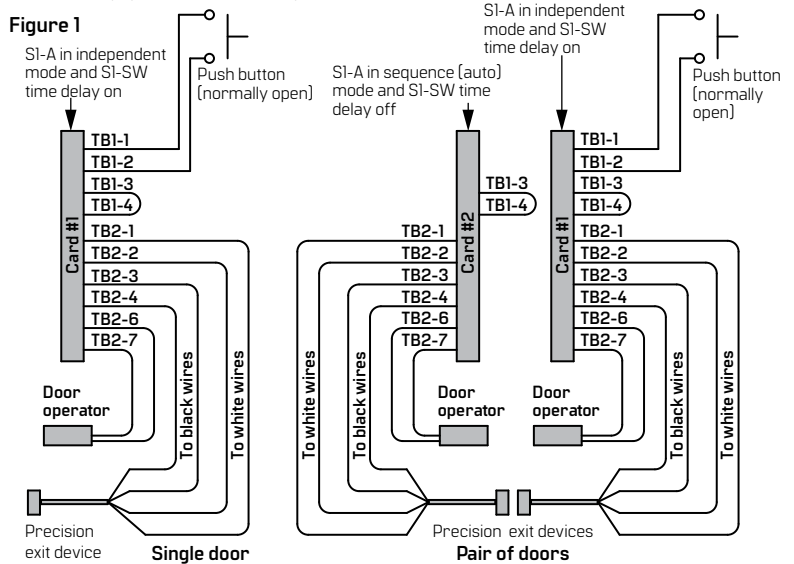 Figure 1
S1-A in independent
mode and S1-SW
time delay on
Push button
(normally open)
TB1-1
TB1-2
TB1-3
TB1-4
TB2-1
TB2-2
TB2-3
TB2-4
TB2-6
TB2-7
Card #1
Door
operator
To black wires
To white wires
Precision
exit device
Single door
S1-A in sequence (auto)
mode and S1-SW time
delay off
TB1-3
TB1-4
Card #2
TB2-1
TB2-2
TB2-3
TB2-4
TB2-6
TB2-7
To white wires
To black wires
Door
operator
S1-A in independent
mode and S1-SW
time delay on
Push button
(normally
open)
TB1-1
TB1-2
TB1-3
TB1-4
Card #1
TB2-1
TB2-2
TB2-3
TB2-4
TB2-6
TB2-7
Door
operator
To black wires
To white wires
Precision exit devices
Pair of doors